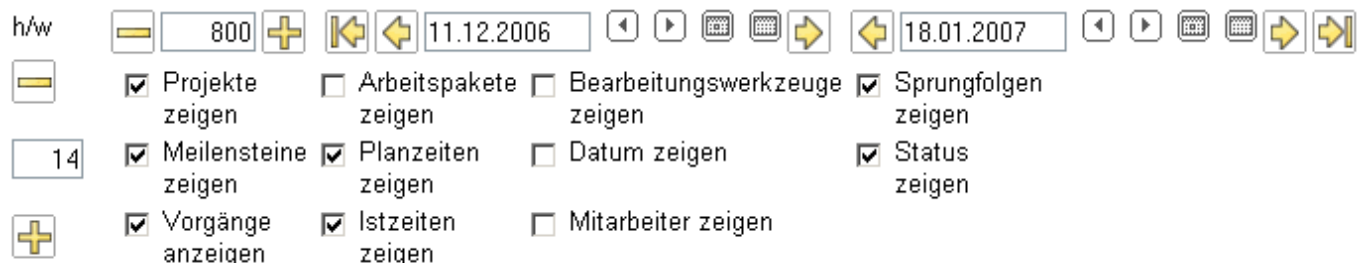 h/w 800 11.12.2006 18.01.2007
Projekte Arbeitspakete Bearbeitungswerkzeuge Sprungfolgen
zeigen zeigen zeigen zeigen
14 Meilensteine Planzeiten Datum zeigen Status
zeigen zeigen zeigen
Vorgänge Istzeiten Mitarbeiter zeigen
anzeigen zeigen